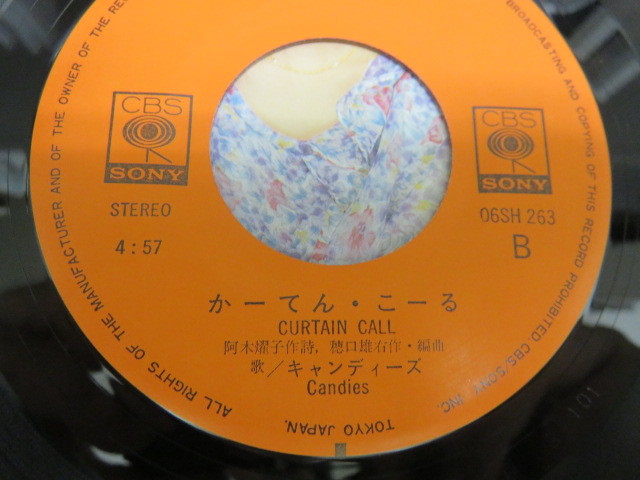 ALL RIGHTS OF THE MANUFACTURER AND OF THE OWNER OF THE RE
BROADCASTING AND COPYING OF THIS RECORD PROHIBITED CBS/SONY INC.
CBS
SONY
CBS
SONY
STEREO
06SH 263
4:57
B
かーてん・こーる
CURTAIN CALL
阿木燿子作詩, 穂口雄右作・編曲
歌/キャンディーズ
Candies
TOKYO JAPAN.
101